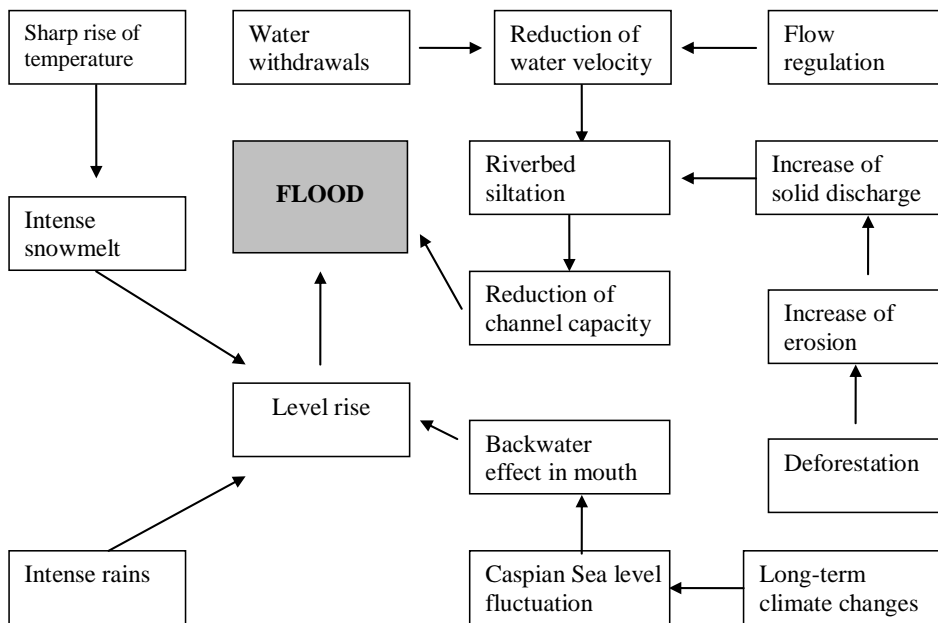 Sharp rise of
temperature
Water
withdrawals
Reduction of
water velocity
Flow
regulation
FLOOD
Riverbed
siltation
Increase of
solid discharge
Intense
snowmelt
Reduction of
channel capacity
Increase of
erosion
Level rise
Backwater
effect in mouth
Deforestation
Intense rains
Caspian Sea level
fluctuation
Long-term
climate changes